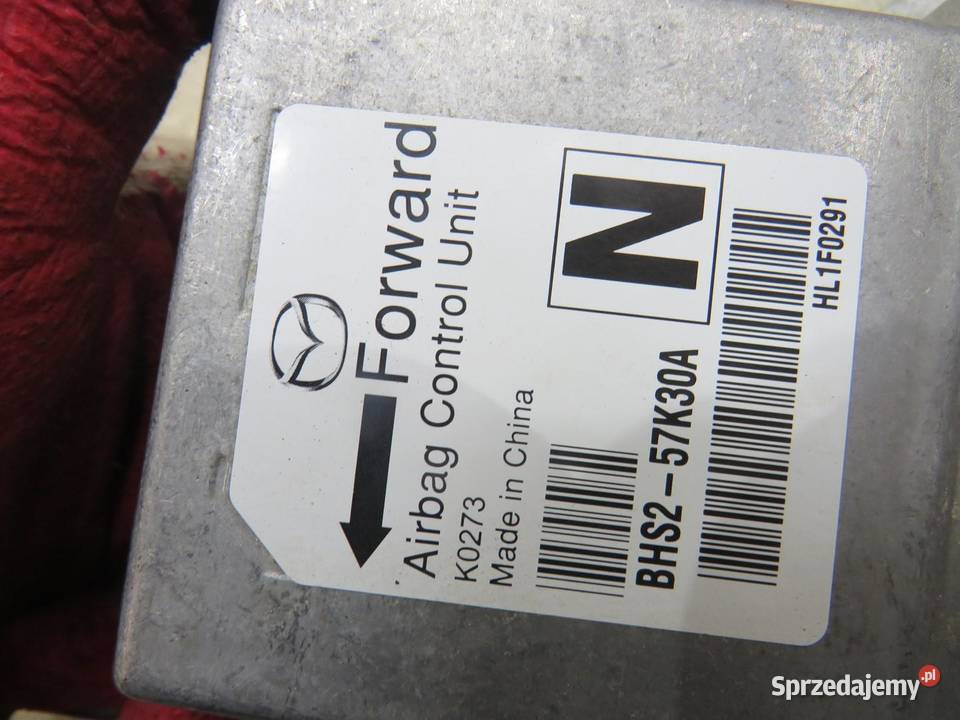 Forward
Airbag Control Unit
K0273
Made in China
N
BHS2-57K30A
HL1F0291
Sprzedajemy.pl